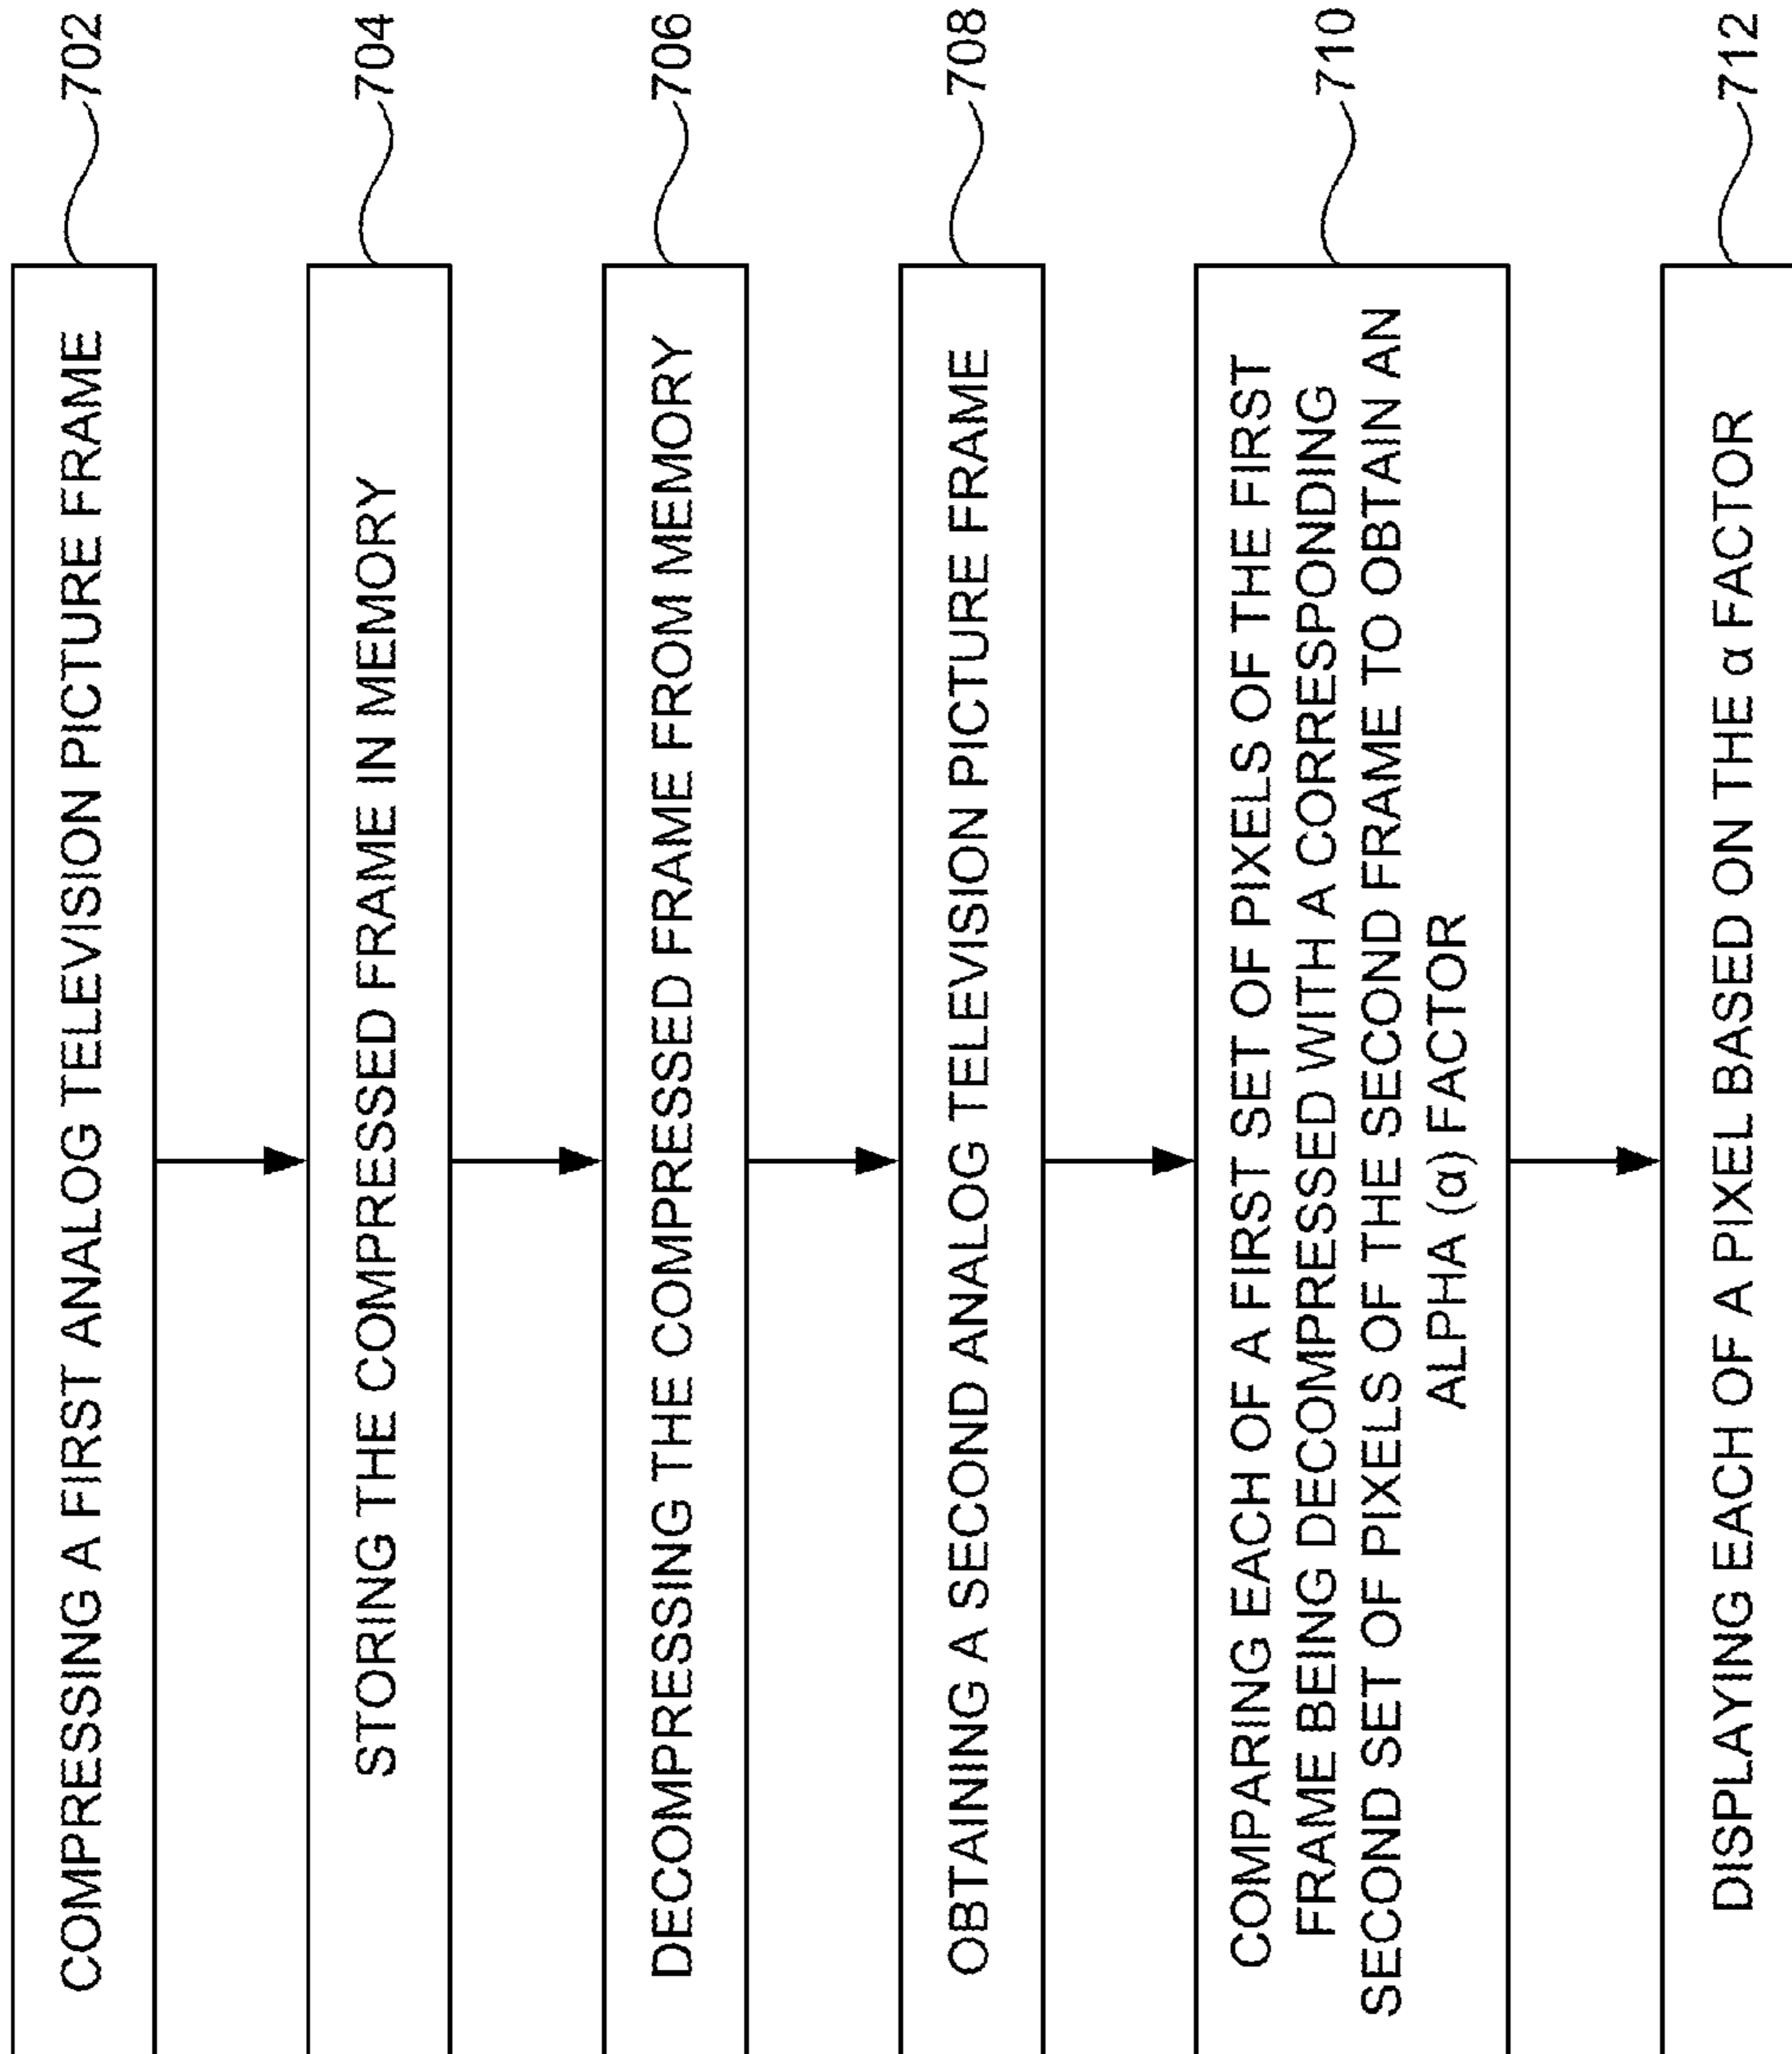 COMPRESSING A FIRST ANALOG TELEVISION PICTURE FRAME
702
STORING THE COMPRESSED FRAME IN MEMORY
704
DECOMPRESSING THE COMPRESSED FRAME FROM MEMORY
706
OBTAINING A SECOND ANALOG TELEVISION PICTURE FRAME
708
COMPARING EACH OF A FIRST SET OF PIXELS OF THE FIRST
FRAME BEING DECOMPRESSED WITH A CORRESPONDING
SECOND SET OF PIXELS OF THE SECOND FRAME TO OBTAIN AN
ALPHA (α) FACTOR
710
DISPLAYING EACH OF A PIXEL BASED ON THE α FACTOR
712